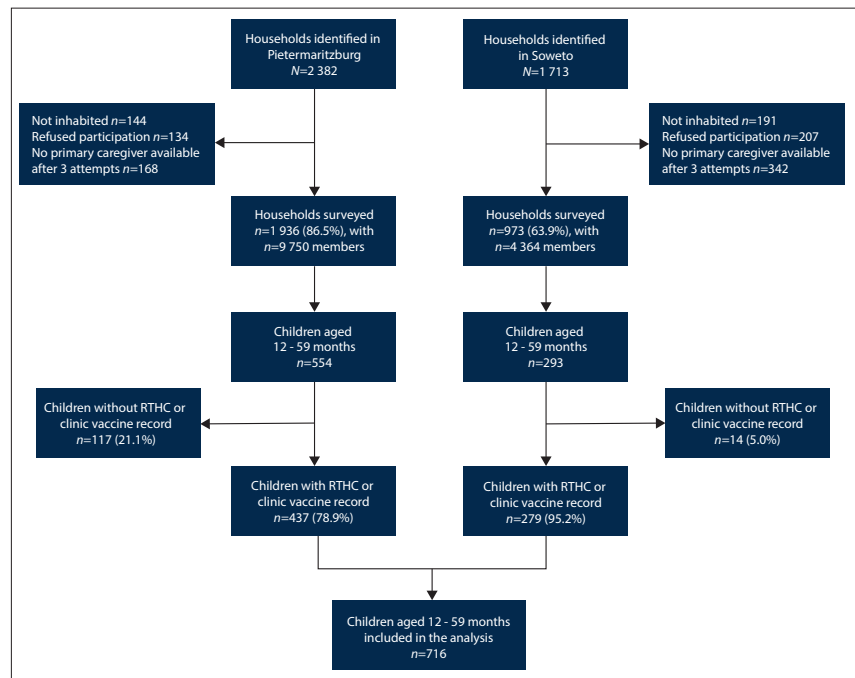 Households identified in
Pietermaritzburg
N=2 382
Households identified
in Soweto
N=1 713
Not inhabited n=144
Refused participation n=134
No primary caregiver available
after 3 attempts n=168
Not inhabited n=191
Refused participation n=207
No primary caregiver available
after 3 attempts n=342
Households surveyed
n=1 936 (86.5%), with
n=9 750 members
Households surveyed
n=973 (63.9%), with
n=4 364 members
Children aged
12 - 59 months
n=554
Children aged
12 - 59 months
n=293
Children without RTHC or
clinic vaccine record
n=117 (21.1%)
Children without RTHC or
clinic vaccine record
n=14 (5.0%)
Children with RTHC or
clinic vaccine record
n=437 (78.9%)
Children with RTHC or
clinic vaccine record
n=279 (95.2%)
Children aged 12 - 59 months
included in the analysis
n=716